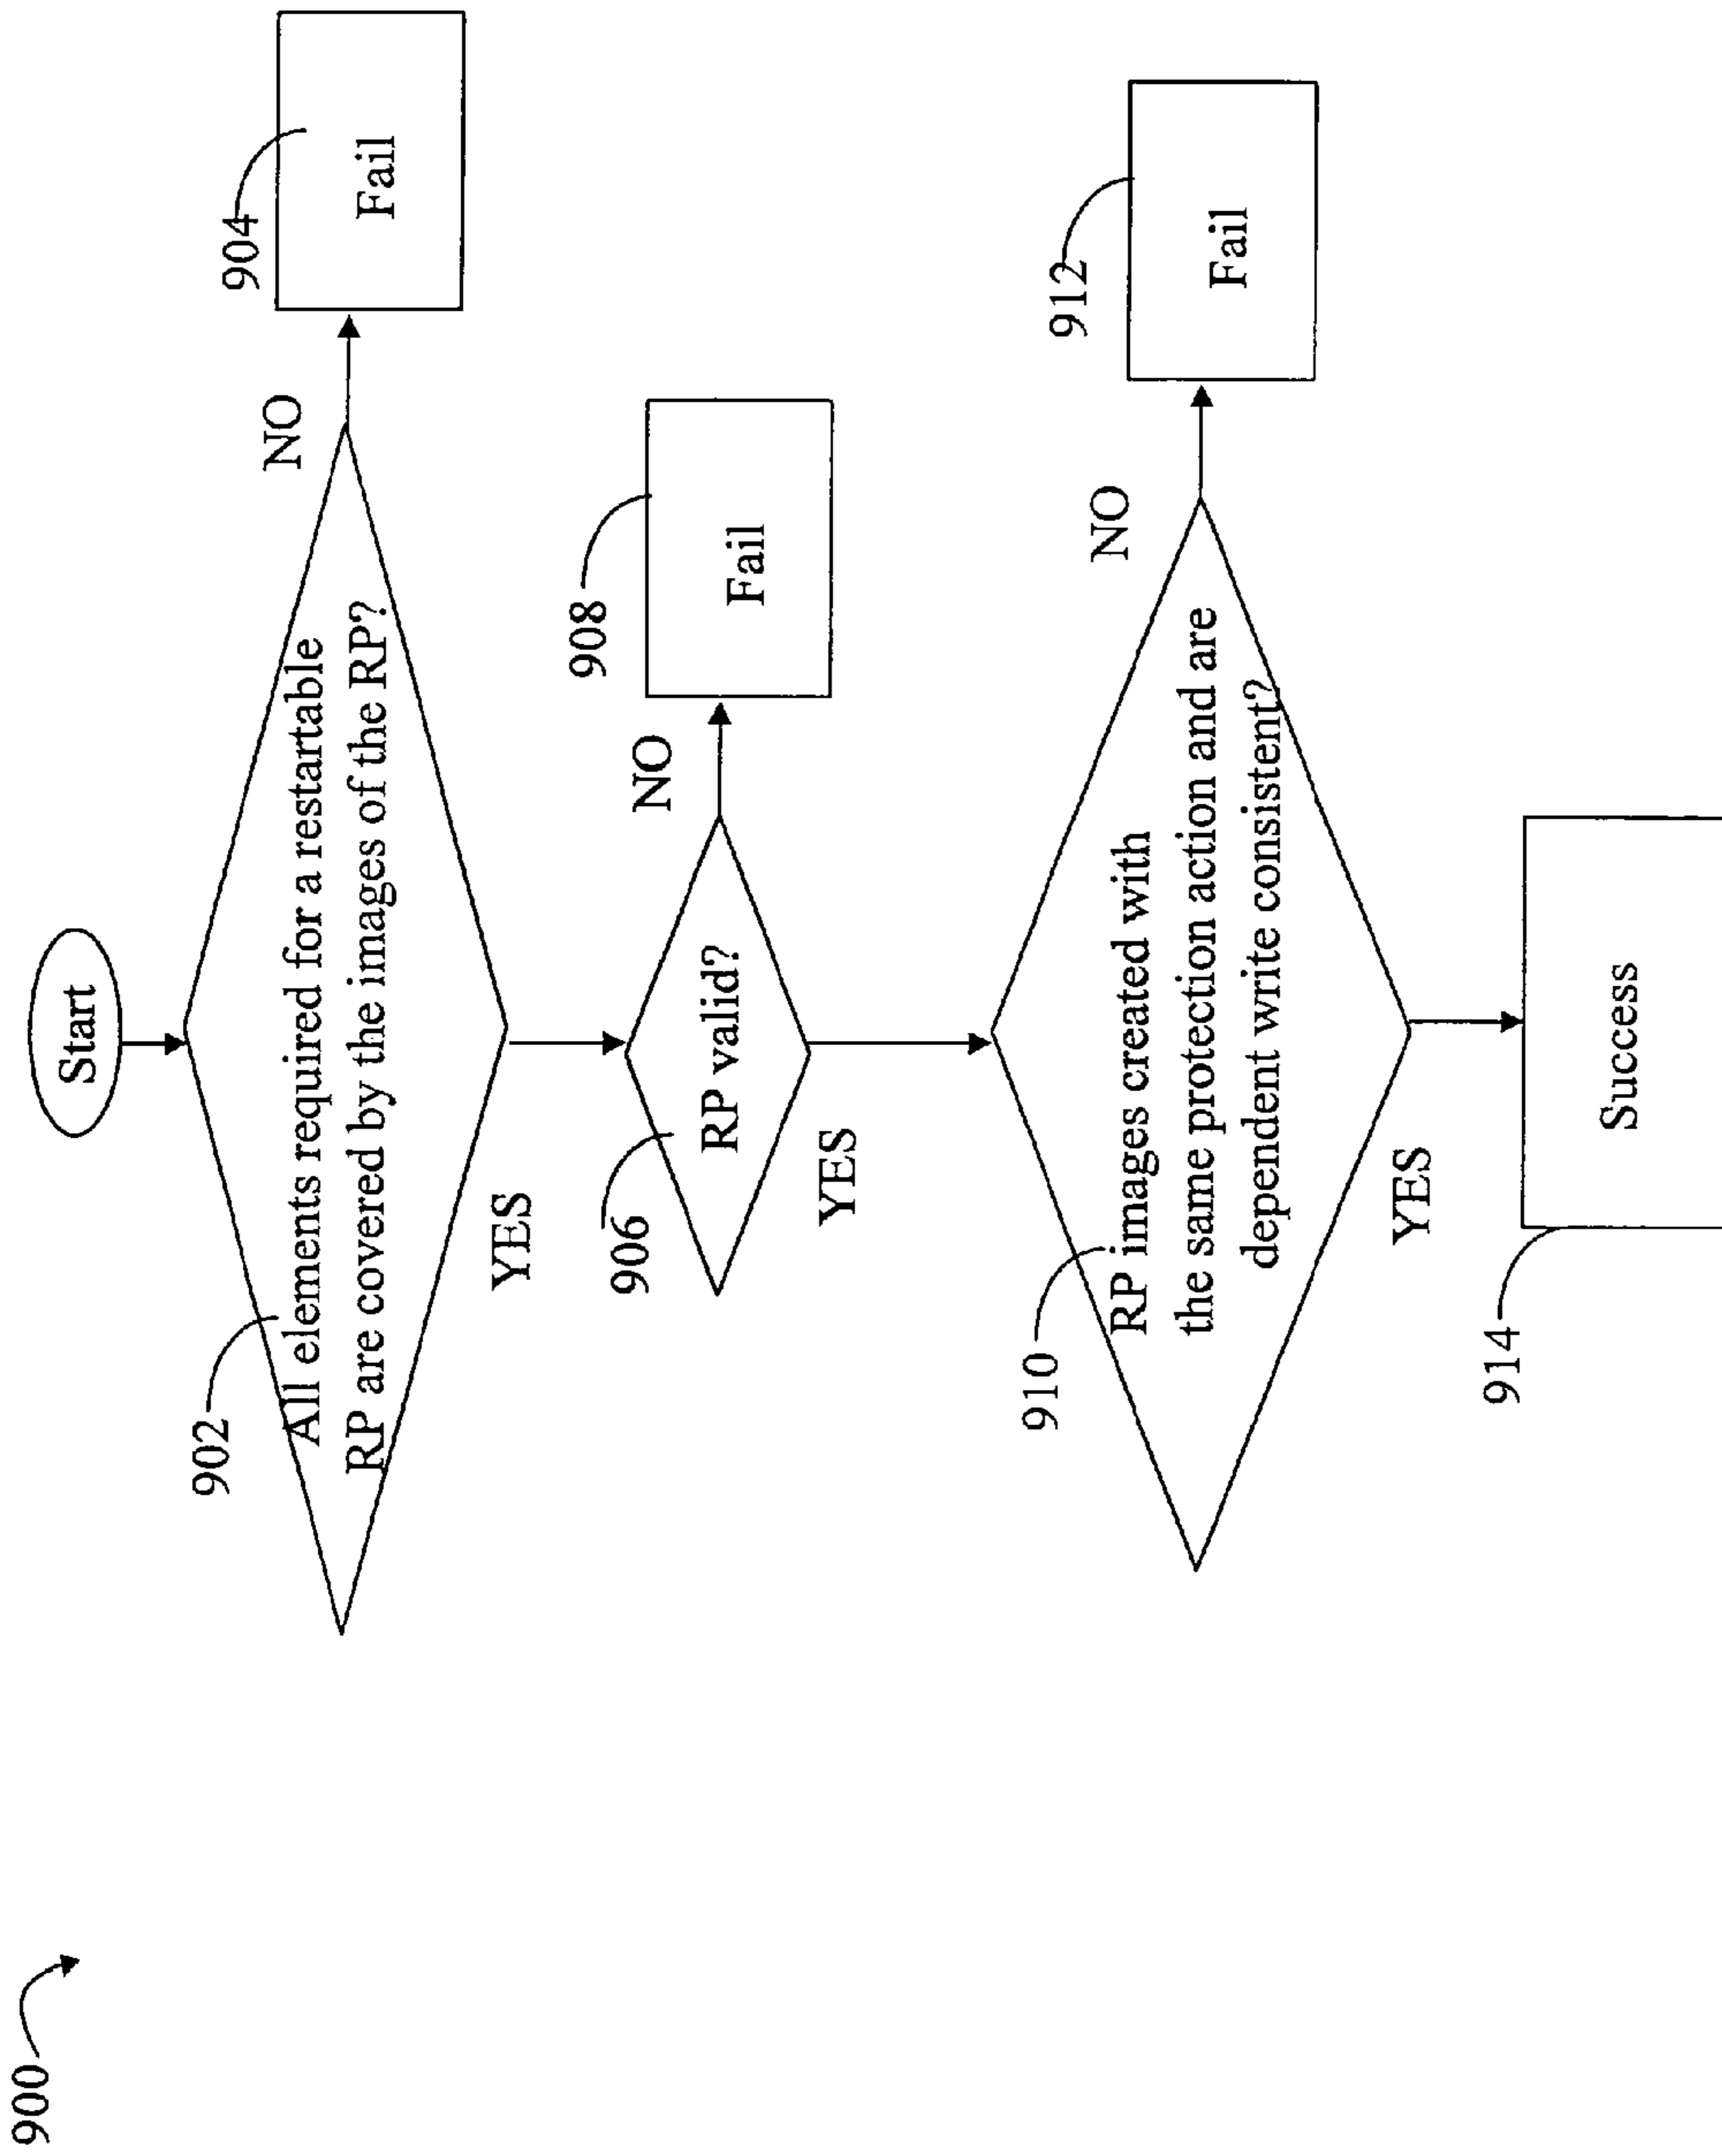 900
Start
902
All elements required for a restartable
RP are covered by the images of the RP?
NO
904
Fail
YES
906
RP valid?
NO
908
Fail
YES
910
RP images created with
the same protection action and are
dependent write consistent?
NO
912
Fail
YES
914
Success